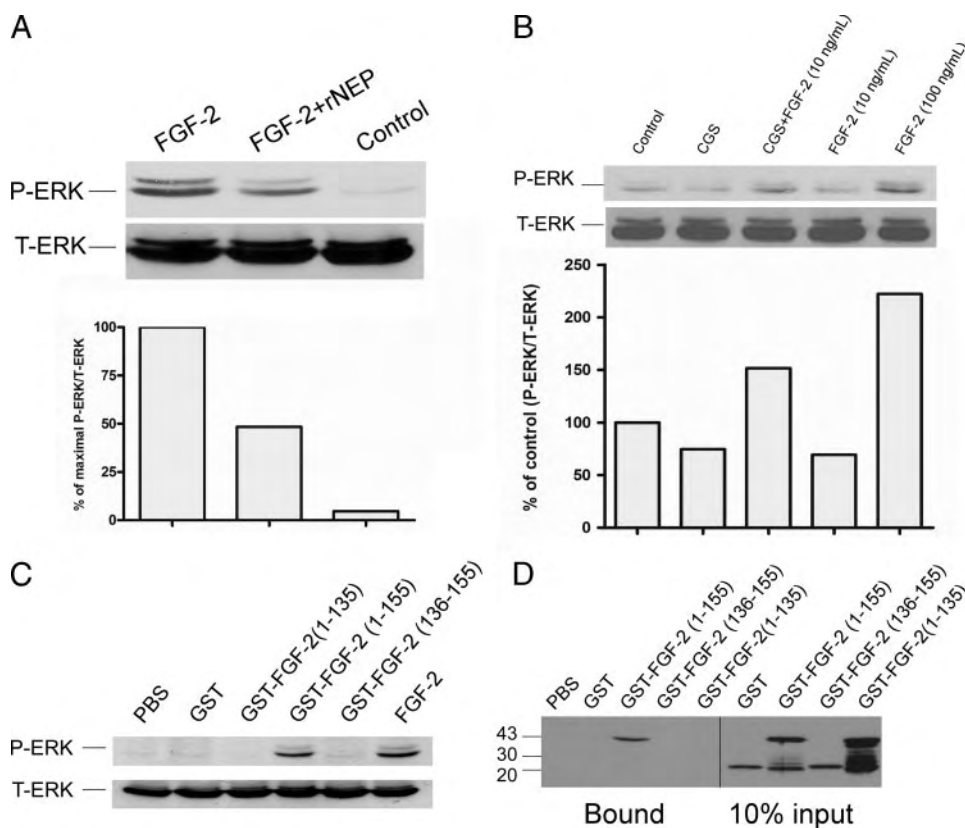 A
FGF-2
FGF-2+rNEP
Control
P-ERK
T-ERK
% of maximal P-ERK/T-ERK
100
75
50
25
0
B
Control
CGS
CGS+FGF-2 (10 ng/mL)
FGF-2 (10 ng/mL)
FGF-2 (100 ng/mL)
P-ERK
T-ERK
% of control (P-ERK/T-ERK)
250
200
150
100
50
0
C
PBS
GST
GST-FGF-2(1-135)
GST-FGF-2 (1-155)
GST-FGF-2 (136-155)
FGF-2
P-ERK
T-ERK
D
PBS
GST
GST-FGF-2 (1-155)
GST-FGF-2 (136-155)
GST-FGF-2(1-135)
GST
GST-FGF-2 (1-155)
GST-FGF-2 (136-155)
GST-FGF-2(1-135)
43
30
20
Bound
10% input